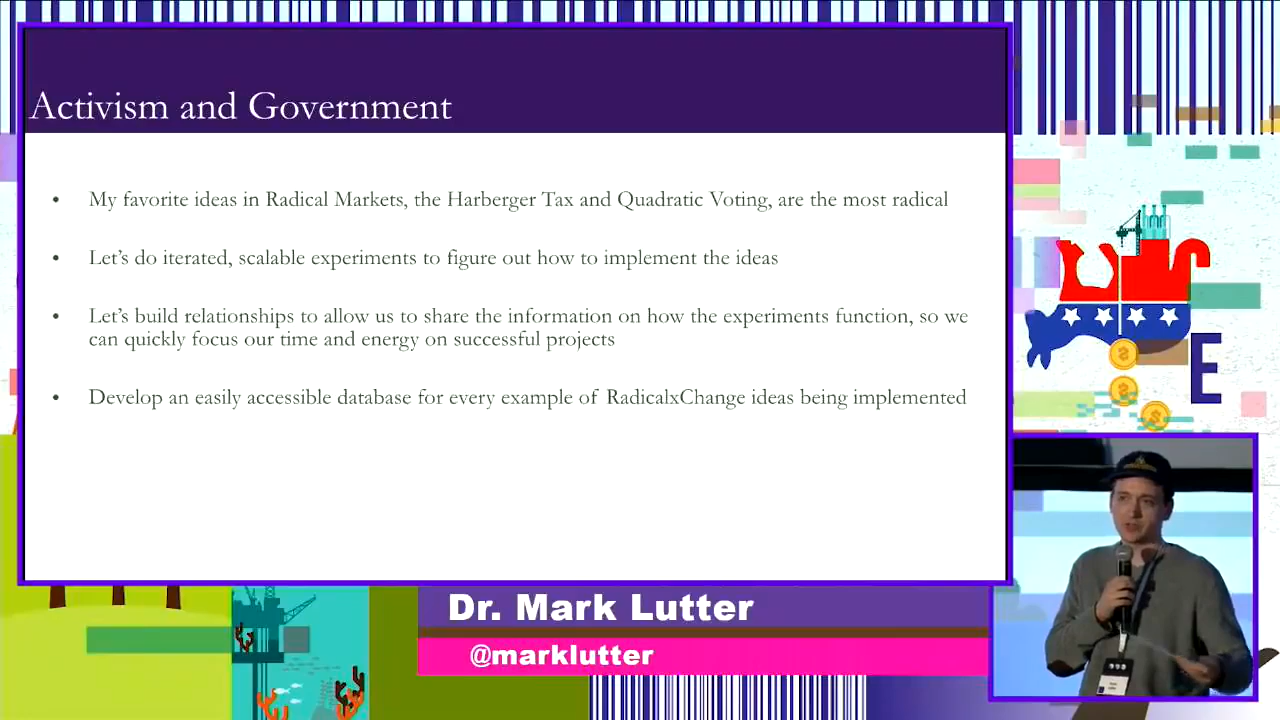 Activism and Government
• My favorite ideas in Radical Markets, the Harberger Tax and Quadratic Voting, are the most radical
• Let's do iterated, scalable experiments to figure out how to implement the ideas
• Let's build relationships to allow us to share the information on how the experiments function, so we
can quickly focus our time and energy on successful projects
• Develop an easily accessible database for every example of RadicalxChange ideas being implemented
E
Dr. Mark Lutter
@marklutter